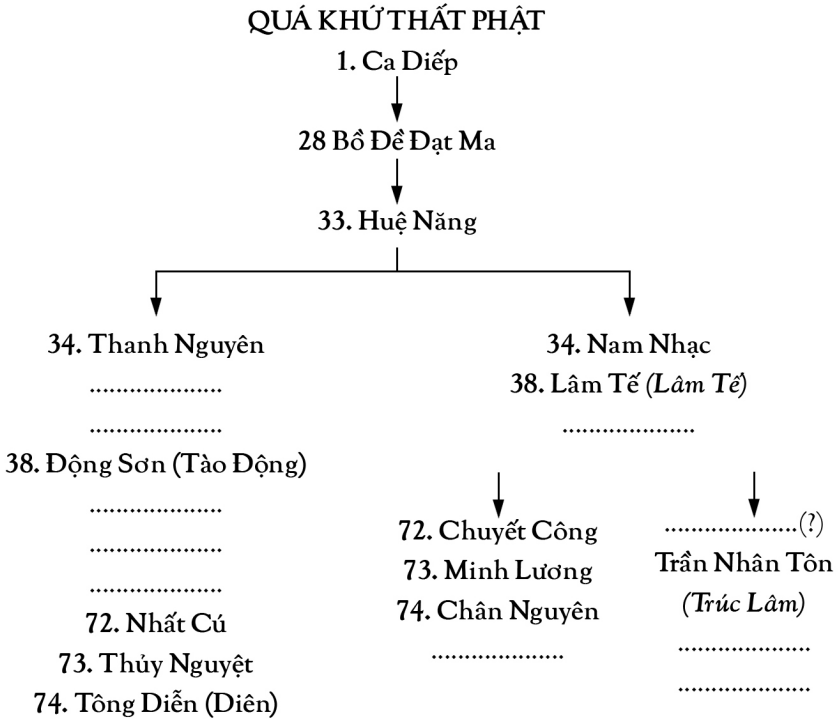 QUÁ KHỨ THẤT PHẬT
1. Ca Diếp
28 Bồ Đề Đạt Ma
33. Huệ Năng
34. Thanh Nguyên
....................
....................
38. Động Sơn (Tào Động)
....................
....................
....................
72. Nhất Cú
73. Thủy Nguyệt
74. Tông Diễn (Diên)
34. Nam Nhạc
38. Lâm Tế (Lâm Tế)
....................
72. Chuyết Công
73. Minh Lương
74. Chân Nguyên
....................
....................(?)
Trần Nhân Tôn
(Trúc Lâm)
....................
....................